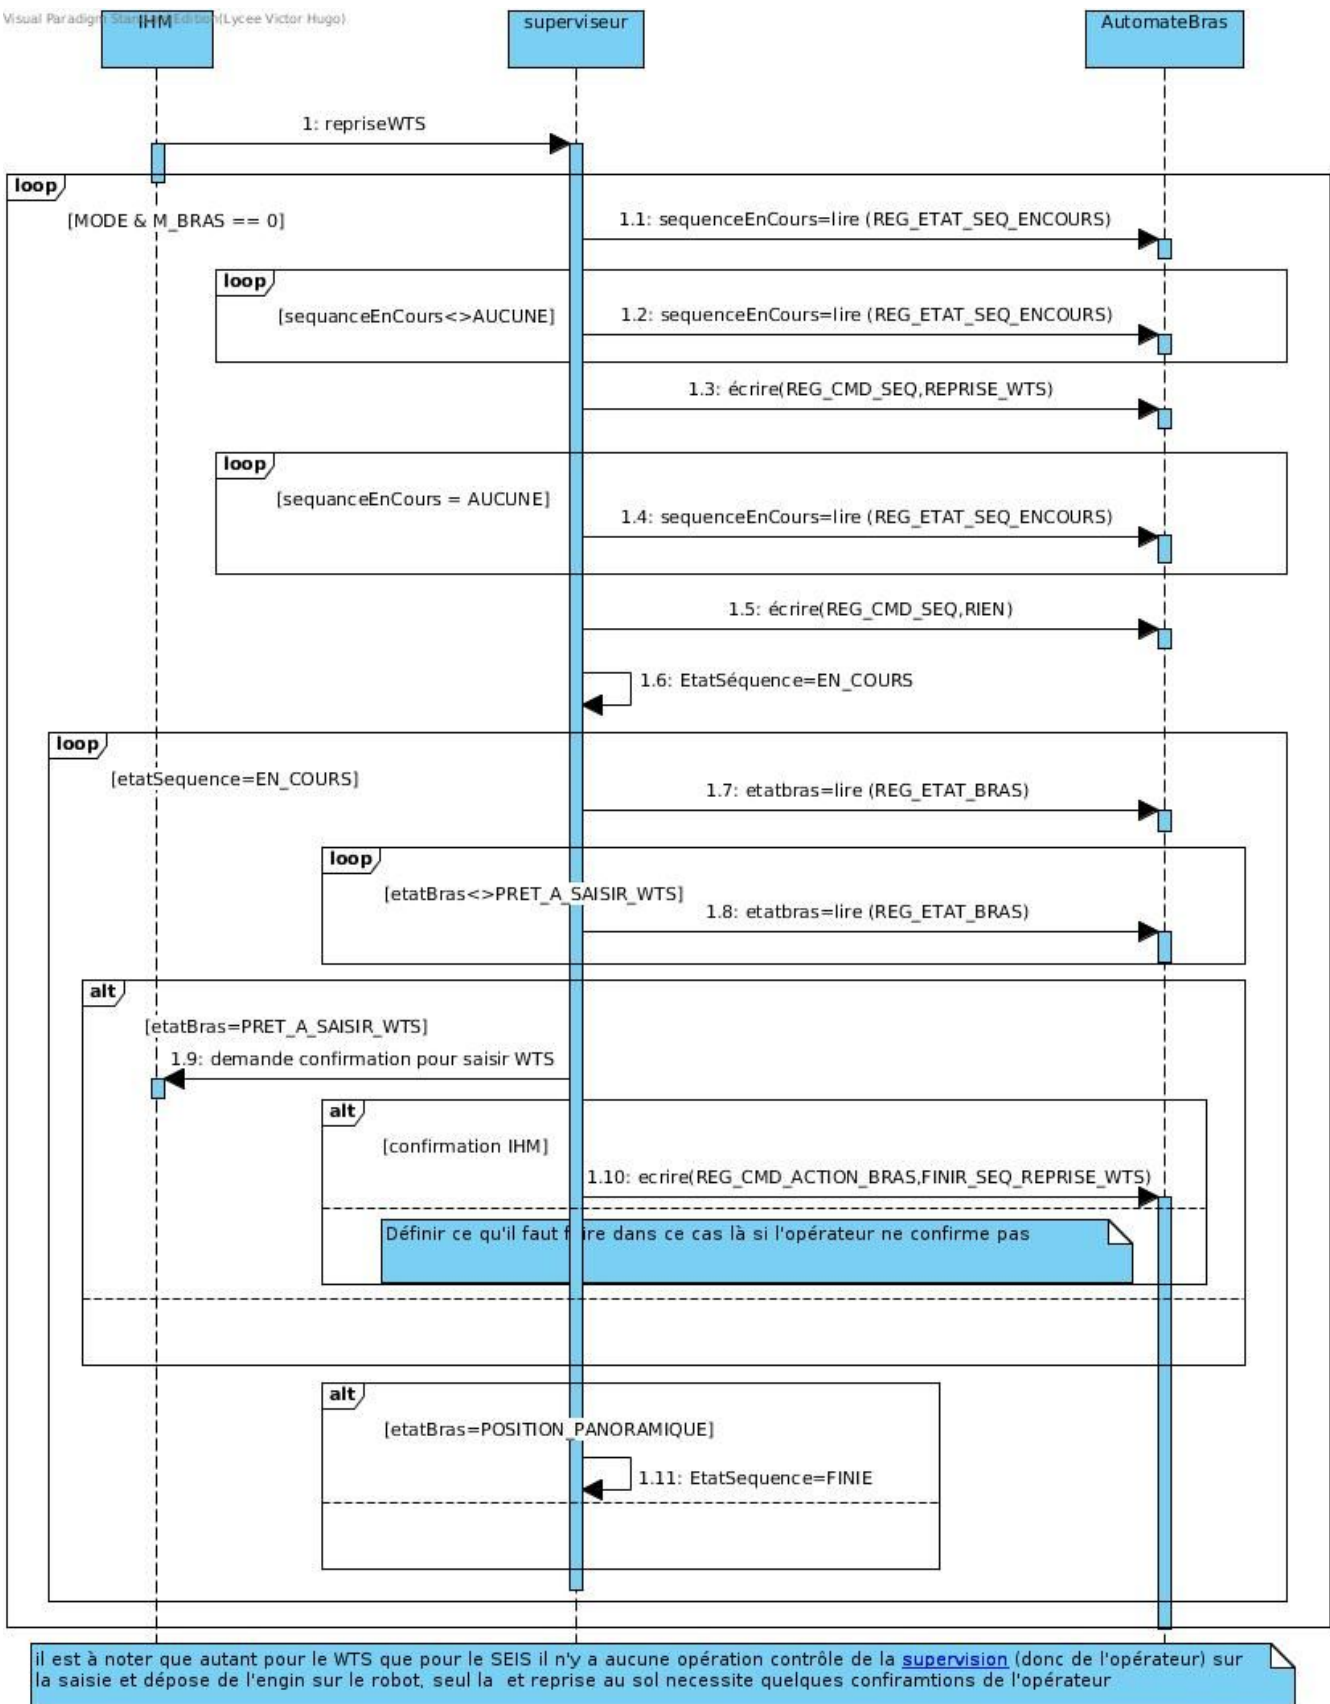 Visual Paradigm Standard Edition(Lycee Victor Hugo)
IHM
superviseur
AutomateBras
1: repriseWTS
loop
[MODE & M_BRAS == 0]
1.1: sequenceEnCours=lire (REG_ETAT_SEQ_ENCOURS)
loop
[sequanceEnCours<>AUCUNE]
1.2: sequenceEnCours=lire (REG_ETAT_SEQ_ENCOURS)
1.3: écrire(REG_CMD_SEQ,REPRISE_WTS)
loop
[sequanceEnCours = AUCUNE]
1.4: sequenceEnCours=lire (REG_ETAT_SEQ_ENCOURS)
1.5: écrire(REG_CMD_SEQ,RIEN)
1.6: EtatSéquence=EN_COURS
loop
[etatSequence=EN_COURS]
1.7: etatbras=lire (REG_ETAT_BRAS)
loop
[etatBras<>PRET_A_SAISIR_WTS]
1.8: etatbras=lire (REG_ETAT_BRAS)
alt
[etatBras=PRET_A_SAISIR_WTS]
1.9: demande confirmation pour saisir WTS
alt
[confirmation IHM]
1.10: ecrire(REG_CMD_ACTION_BRAS,FINIR_SEQ_REPRISE_WTS)
Définir ce qu'il faut faire dans ce cas là si l'opérateur ne confirme pas
alt
[etatBras=POSITION_PANORAMIQUE]
1.11: EtatSequence=FINIE
il est à noter que autant pour le WTS que pour le SEIS il n'y a aucune opération contrôle de la supervision (donc de l'opérateur) sur
la saisie et dépose de l'engin sur le robot, seul la et reprise au sol necessite quelques confiramtions de l'opérateur